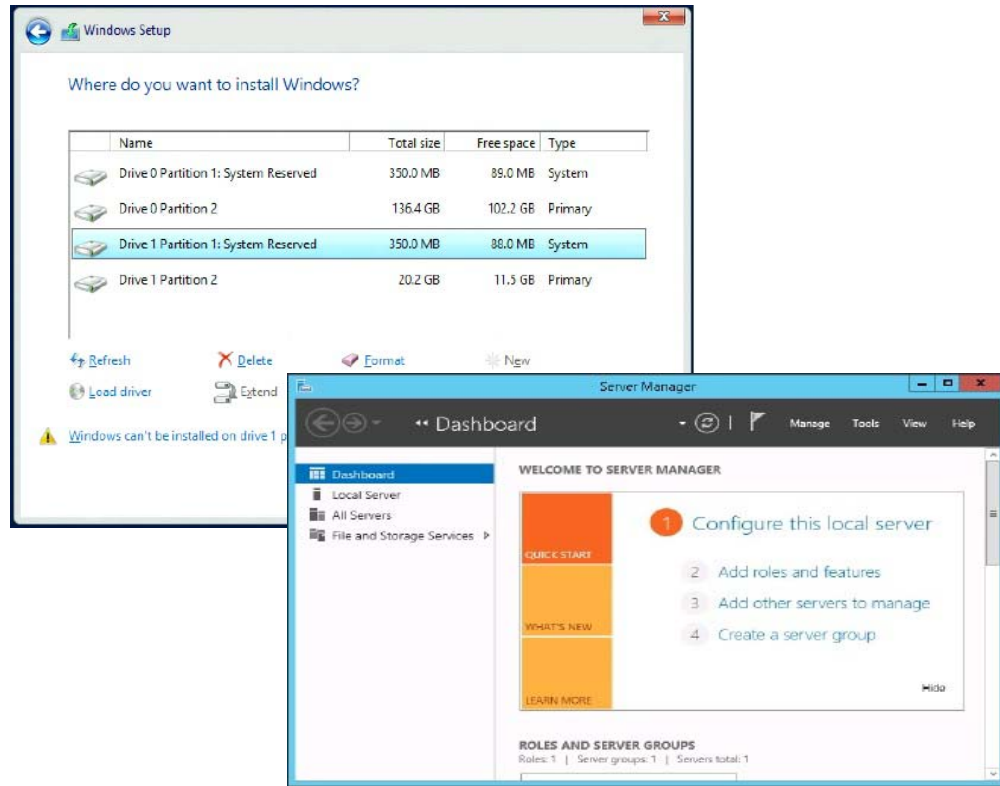 Windows Setup
Where do you want to install Windows?
Name Total size Free space Type
Drive 0 Partition 1: System Reserved 350.0 MB 89.0 MB System
Drive 0 Partition 2 136.4 GB 102.2 GB Primary
Drive 1 Partition 1: System Reserved 350.0 MB 88.0 MB System
Drive 1 Partition 2 20.2 GB 11.5 GB Primary
Refresh Delete Format New
Load driver Extend
Windows can't be installed on drive 1 p
Server Manager
Dashboard Manage Tools View Help
Dashboard
Local Server
All Servers
File and Storage Services
WELCOME TO SERVER MANAGER
QUICK START
WHAT'S NEW
LEARN MORE
1 Configure this local server
2 Add roles and features
3 Add other servers to manage
4 Create a server group
Hide
ROLES AND SERVER GROUPS
Roles: 1 | Server groups: 1 | Servers total: 1